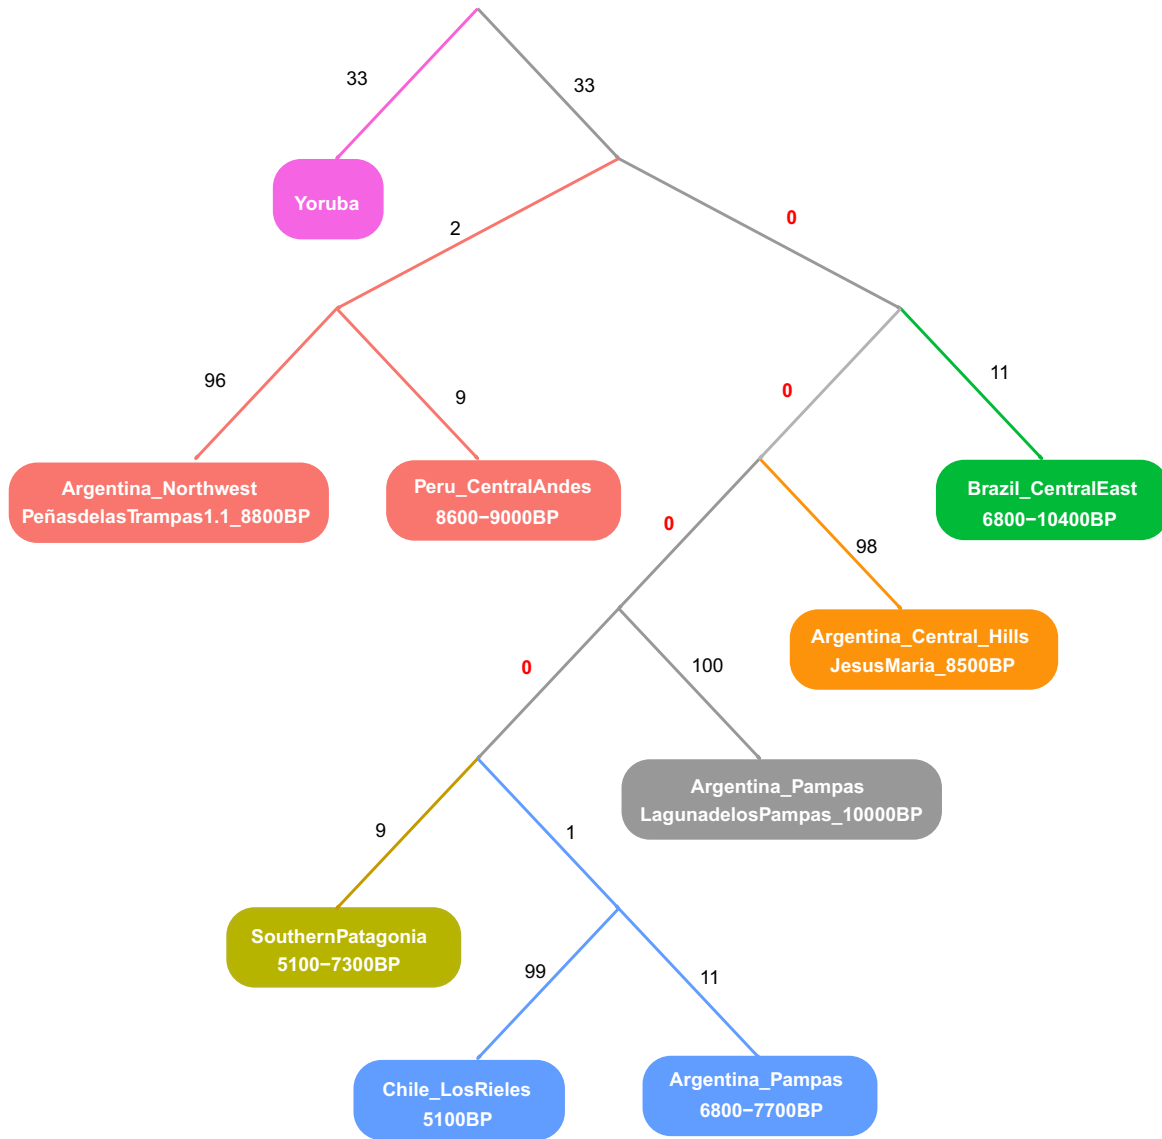 33
33
Yoruba
2
0
96
9
0
11
Argentina_Northwest
PeñasdelasTrampas1.1_8800BP
Peru_CentralAndes
8600−9000BP
Brazil_CentralEast
6800−10400BP
0
98
Argentina_Central_Hills
JesusMaria_8500BP
0
100
Argentina_Pampas
LagunadelosPampas_10000BP
9
1
SouthernPatagonia
5100−7300BP
99
11
Chile_LosRieles
5100BP
Argentina_Pampas
6800−7700BP